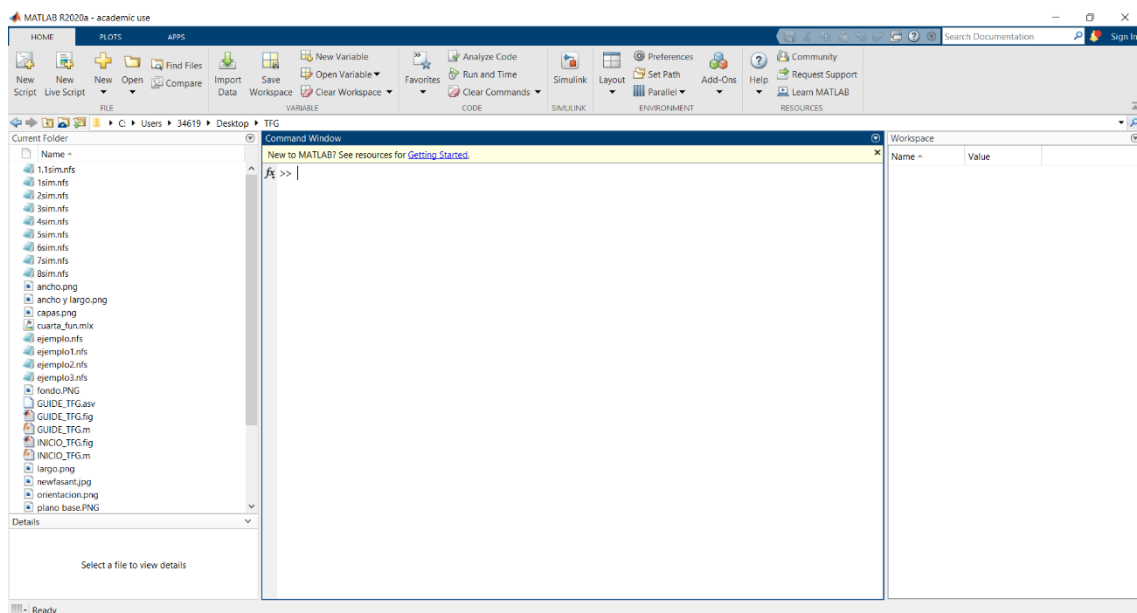 MATLAB R2020a - academic use
HOME PLOTS APPS
Search Documentation
Sign In
New Script
New Live Script
New
Open
Find Files
Compare
Import Data
Save Workspace
New Variable
Open Variable
Clear Workspace
Favorites
Analyze Code
Run and Time
Clear Commands
Simulink
Layout
Preferences
Set Path
Parallel
Add-Ons
Help
Community
Request Support
Learn MATLAB
FILE VARIABLE CODE SIMULINK ENVIRONMENT RESOURCES
C: Users 34619 Desktop TFG
Current Folder
Name
1.1sim.nfs
1sim.nfs
2sim.nfs
3sim.nfs
4sim.nfs
5sim.nfs
6sim.nfs
7sim.nfs
8sim.nfs
ancho.png
ancho y largo.png
capas.png
cuarta_fun.mlx
ejemplo.nfs
ejemplo1.nfs
ejemplo2.nfs
ejemplo3.nfs
fondo.PNG
GUIDE_TFG.asv
GUIDE_TFG.fig
GUIDE_TFG.m
INICIO_TFG.fig
INICIO_TFG.m
largo.png
newfasant.jpg
orientacion.png
plano base.PNG
Details
Select a file to view details
Command Window
New to MATLAB? See resources for Getting Started.
fx >>
Workspace
Name Value
Ready